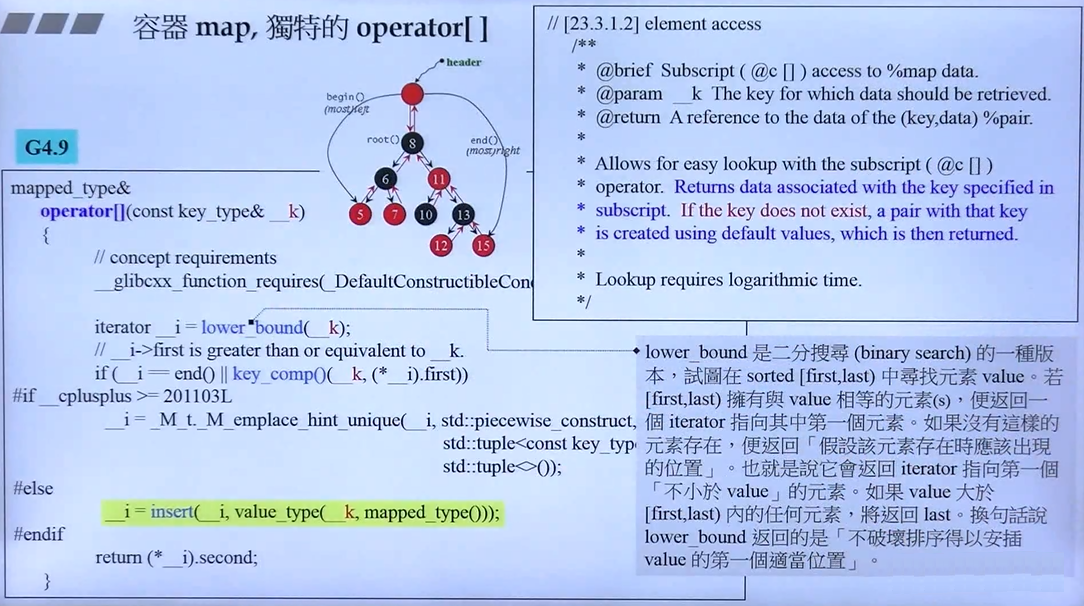 容器 map, 獨特的 operator[ ]
header
begin()
(most)left
root()
end()
(most)right
8
6
11
5
7
10
13
12
15
G4.9
mapped_type&
operator[](const key_type& __k)
{
// concept requirements
__glibcxx_function_requires(_DefaultConstructibleCon
iterator __i = lower_bound(__k);
// __i->first is greater than or equivalent to __k.
if (__i == end() || key_comp()(__k, (*__i).first))
#if __cplusplus >= 201103L
__i = _M_t._M_emplace_hint_unique(__i, std::piecewise_construct,
std::tuple<const key_typ
std::tuple<>());
#else
__i = insert(__i, value_type(__k, mapped_type()));
#endif
return (*__i).second;
}
// [23.3.1.2] element access
/**
* @brief Subscript ( @c [] ) access to %map data.
* @param __k The key for which data should be retrieved.
* @return A reference to the data of the (key,data) %pair.
*
* Allows for easy lookup with the subscript ( @c [] )
* operator. Returns data associated with the key specified in
* subscript. If the key does not exist, a pair with that key
* is created using default values, which is then returned.
*
* Lookup requires logarithmic time.
*/
lower_bound 是二分搜尋 (binary search) 的一種版
本，試圖在 sorted [first,last) 中尋找元素 value。若
[first,last) 擁有與 value 相等的元素(s)，便返回一
個 iterator 指向其中第一個元素。如果沒有這樣的
元素存在，便返回「假設該元素存在時應該出現
的位置」。也就是說它會返回 iterator 指向第一個
「不小於 value」的元素。如果 value 大於
[first,last) 內的任何元素，將返回 last。換句話說
lower_bound 返回的是「不破壞排序得以安插
value 的第一個適當位置」。